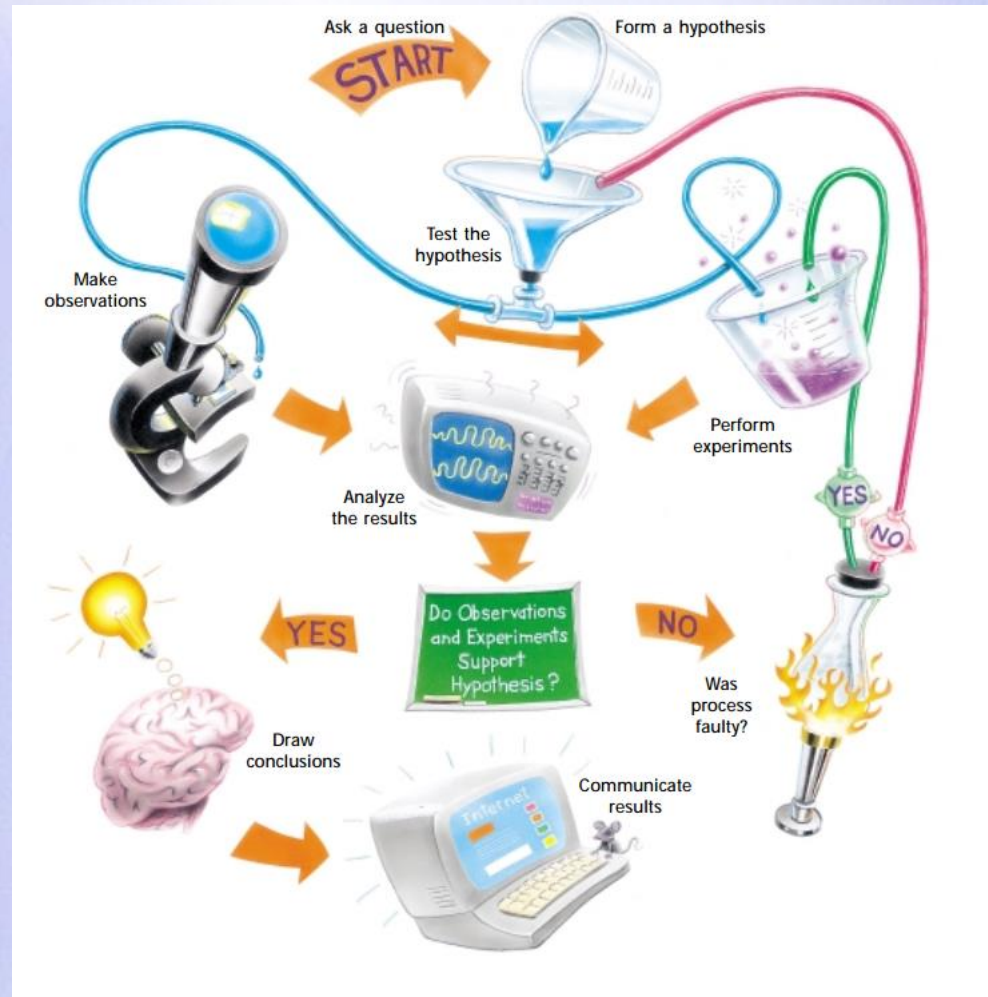 Ask a question
START
Form a hypothesis
Test the
hypothesis
Make
observations
Perform
experiments
Analyze
the results
YES
NO
Do Observations
and Experiments
Support
Hypothesis?
YES
NO
Was
process
faulty?
Draw
conclusions
Communicate
results
Internet